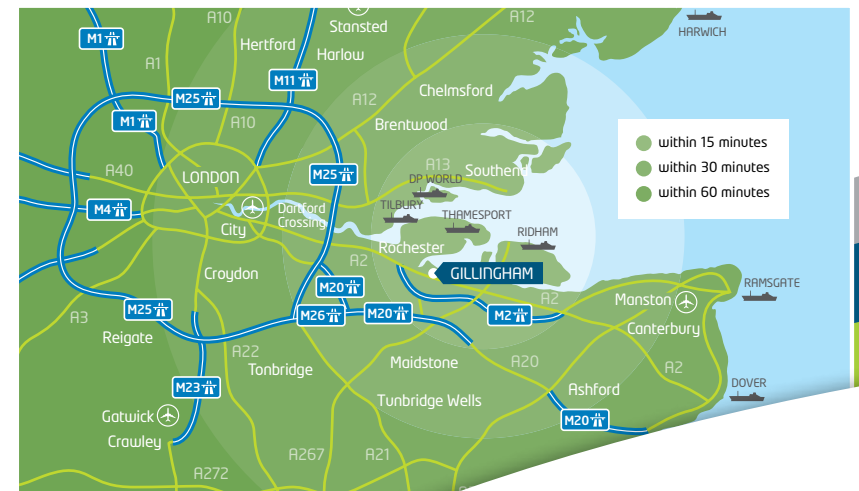 A10
A12
Stansted
HARWICH
M1
Hertford
Harlow
A1
M11
Chelmsford
M25
A12
M1
A10
Brentwood
within 15 minutes
within 30 minutes
within 60 minutes
A40
LONDON
M25
A13
Southend
DP WORLD
M4
City
Dartford
Crossing
TILBURY
THAMESPORT
RIDHAM
Rochester
A2
Croydon
GILLINGHAM
RAMSGATE
M20
A2
Manston
M25
M26
M20
M2
A3
Canterbury
Reigate
A22
Tonbridge
Maidstone
A20
A2
M23
Ashford
DOVER
Tunbridge Wells
Gatwick
M20
Crawley
A267
A21
A272